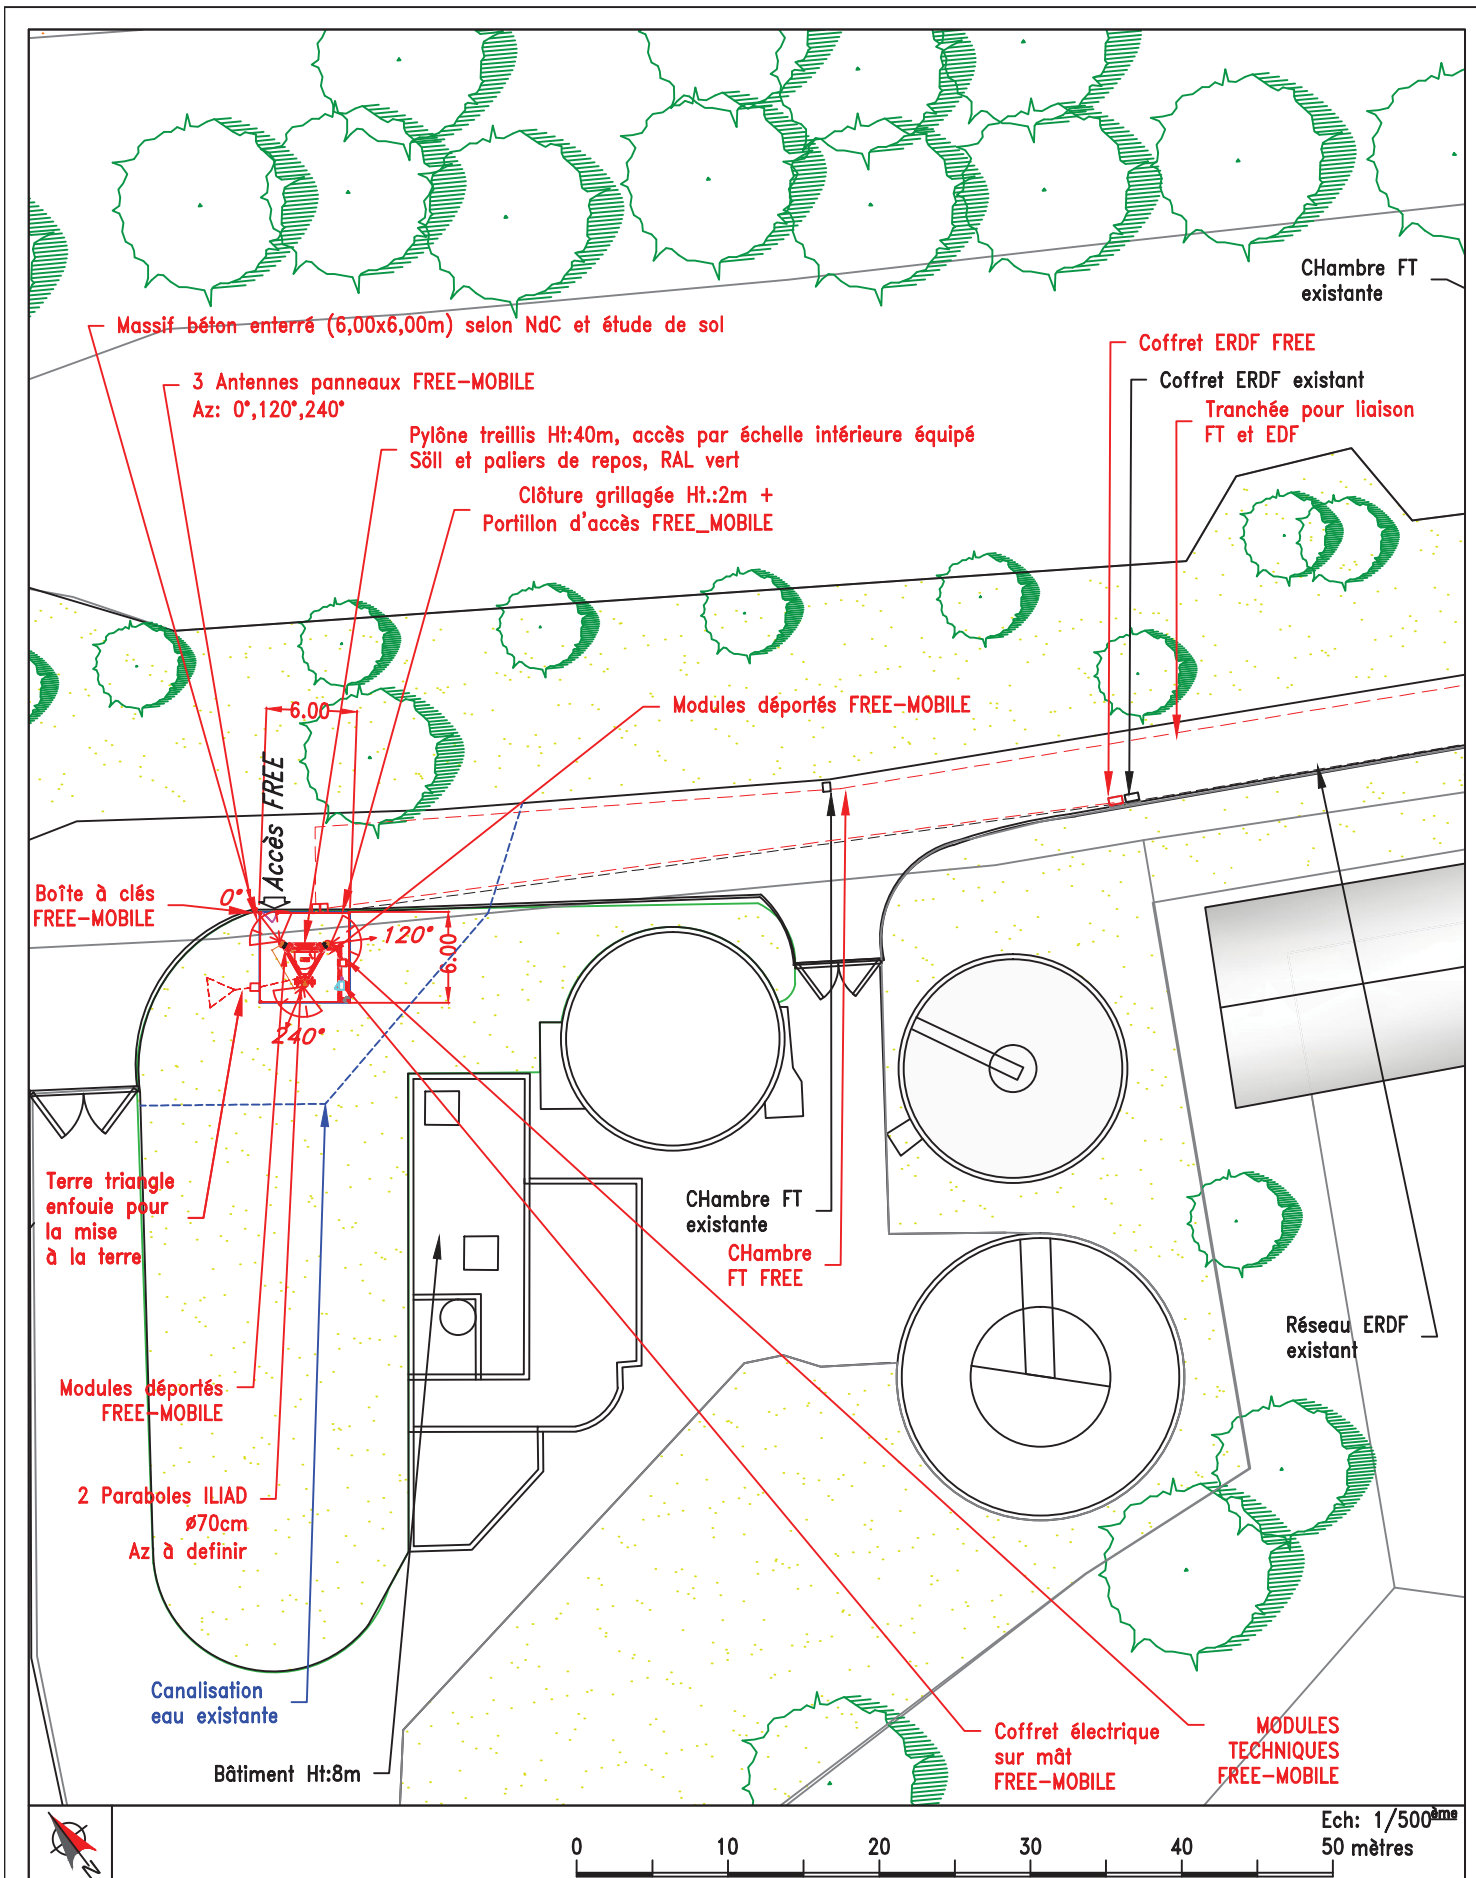 CHambre FT
existante
Massif béton enterré (6,00x6,00m) selon NdC et étude de sol
Coffret ERDF FREE
3 Antennes panneaux FREE-MOBILE
Az: 0°,120°,240°
Coffret ERDF existant
Tranchée pour liaison
FT et EDF
Pylône treillis Ht:40m, accès par échelle intérieure équipé
Söll et paliers de repos, RAL vert
Clôture grillagée Ht.:2m +
Portillon d'accès FREE_MOBILE
Modules déportés FREE-MOBILE
6.00
Accès FREE
Boîte à clés
FREE-MOBILE
0°
120°
6.00
240°
Terre triangle
enfouie pour
la mise
à la terre
CHambre FT
existante
CHambre
FT FREE
Réseau ERDF
existant
Modules déportés
FREE-MOBILE
2 Paraboles ILIAD
ø70cm
Az à definir
Canalisation
eau existante
Bâtiment Ht:8m
Coffret électrique
sur mât
FREE-MOBILE
MODULES
TECHNIQUES
FREE-MOBILE
N
Ech: 1/500ème
0 10 20 30 40 50 mètres